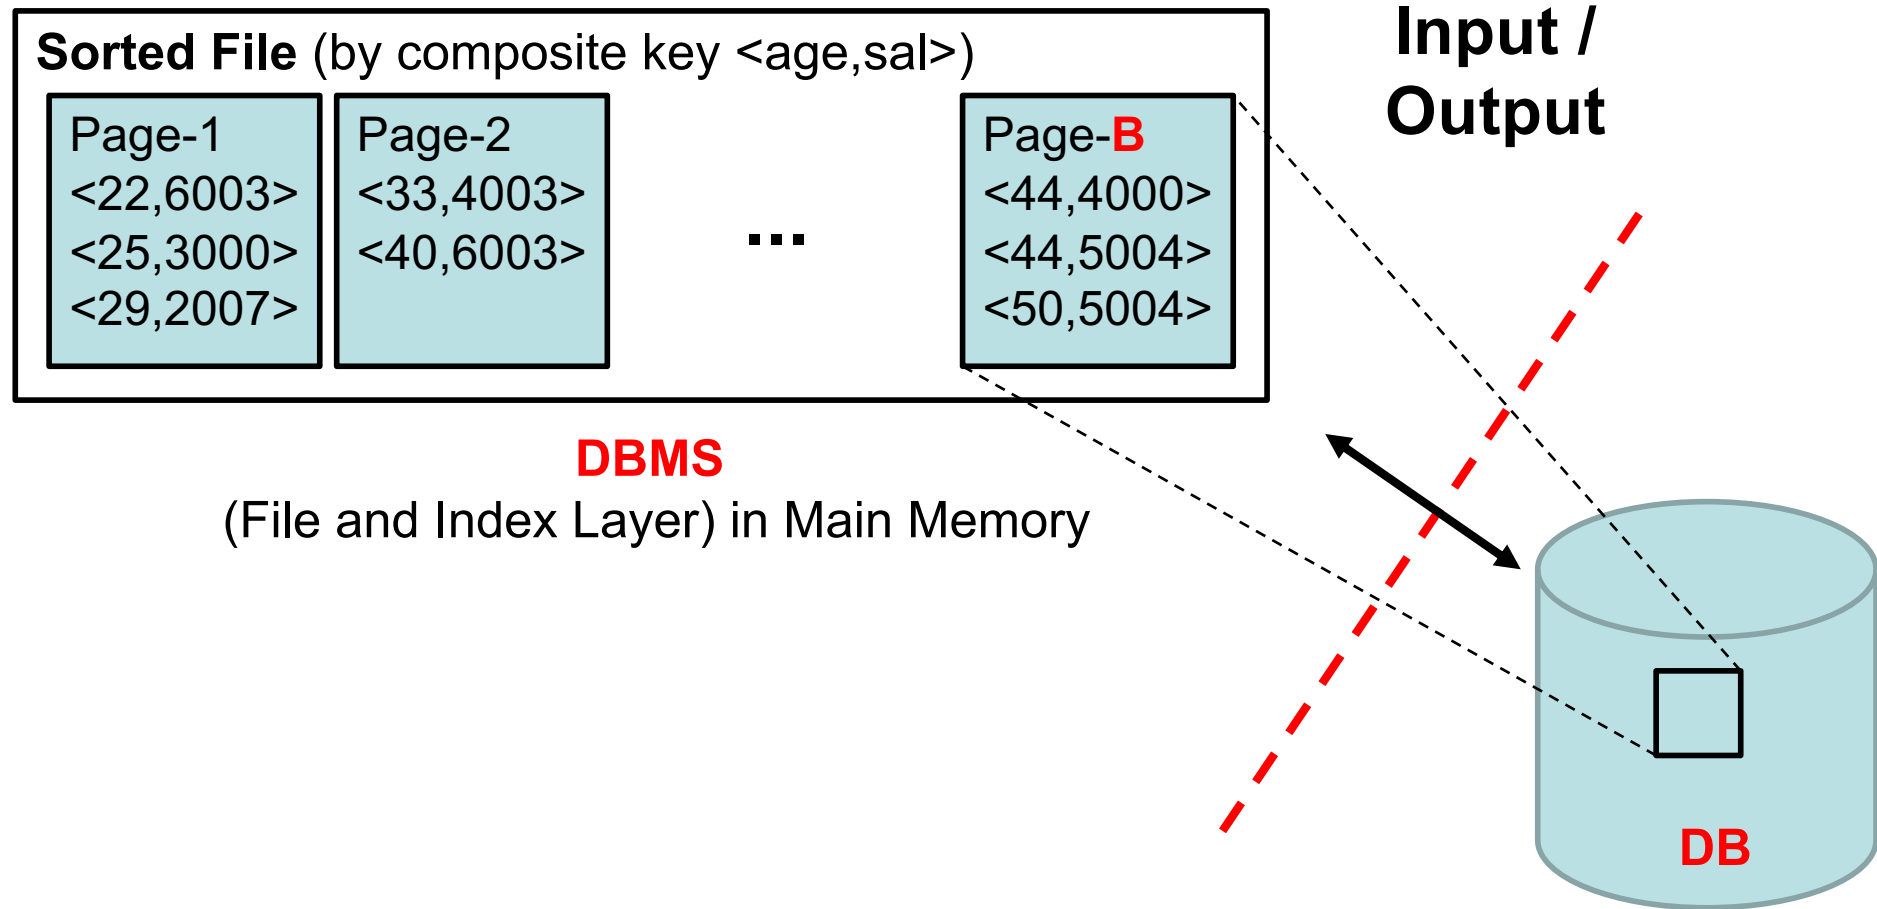 Sorted File (by composite key <age,sal>)
Page-1
<22,6003>
<25,3000>
<29,2007>
Page-2
<33,4003>
<40,6003>
...
Page-B
<44,4000>
<44,5004>
<50,5004>
Input /
Output
DBMS
(File and Index Layer) in Main Memory
DB